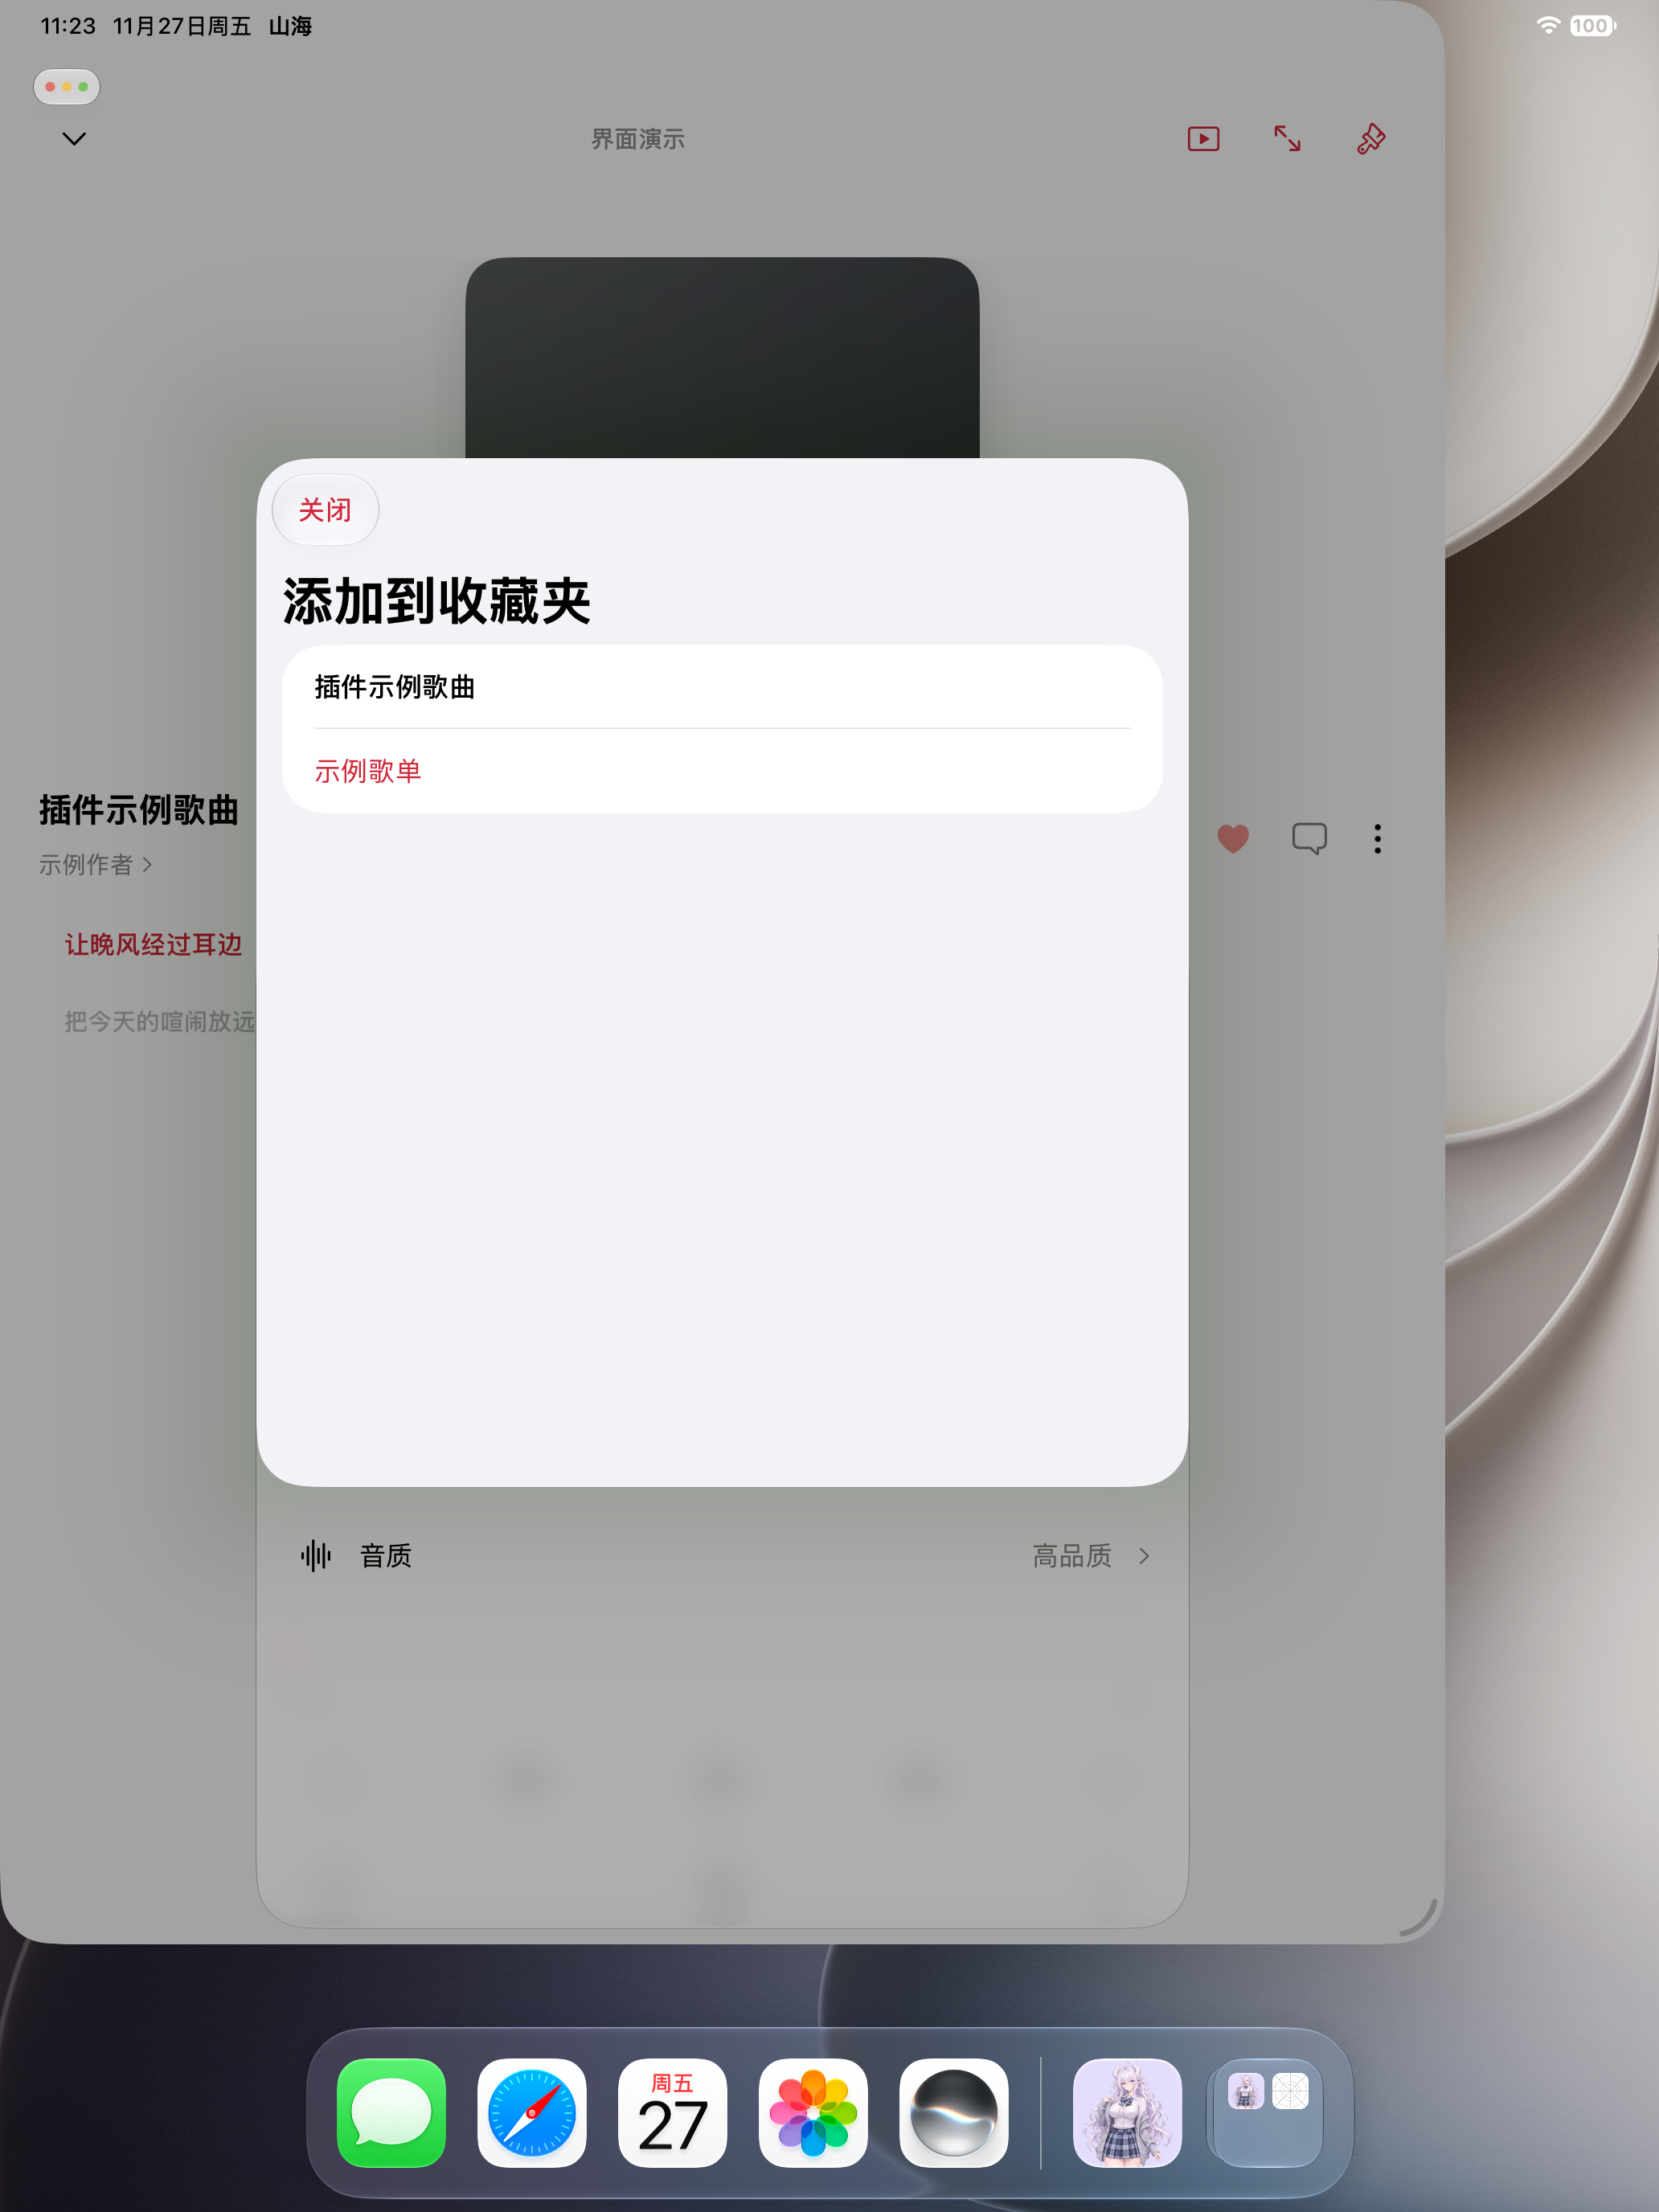 11:23 11月27日周五 山海
100
界面演示
关闭
添加到收藏夹
插件示例歌曲
示例歌单
插件示例歌曲
示例作者
让晚风经过耳边
把今天的喧闹放远
音质
高品质
周五
27